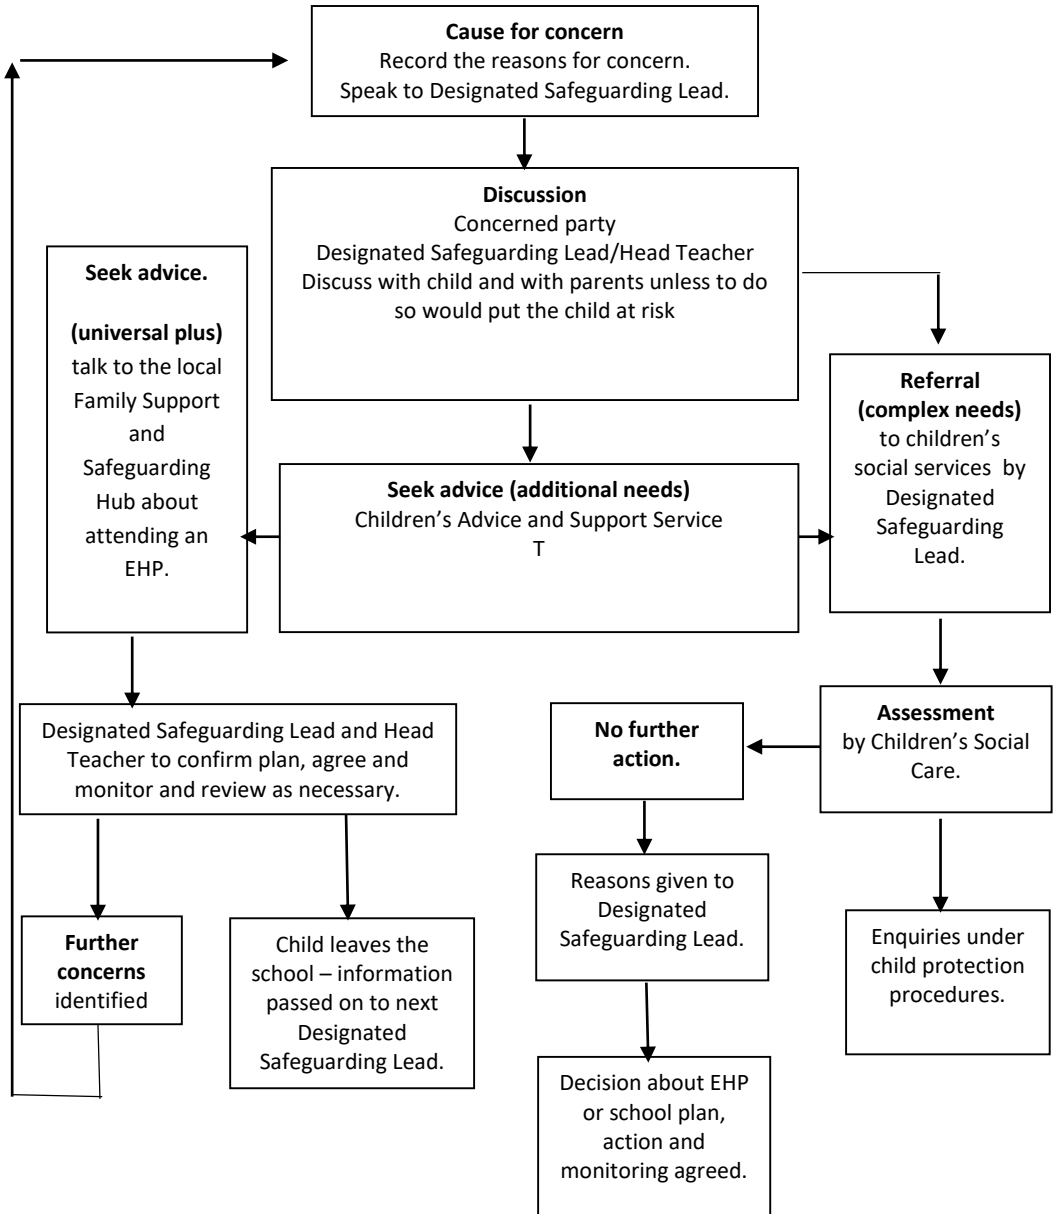 Cause for concern
Record the reasons for concern.
Speak to Designated Safeguarding Lead.
Discussion
Concerned party
Designated Safeguarding Lead/Head Teacher
Discuss with child and with parents unless to do
so would put the child at risk
Seek advice.
(universal plus)
talk to the local
Family Support
and
Safeguarding
Hub about
attending an
EHP.
Seek advice (additional needs)
Children’s Advice and Support Service
T
Referral
(complex needs)
to children’s
social services by
Designated
Safeguarding
Lead.
Designated Safeguarding Lead and Head
Teacher to confirm plan, agree and
monitor and review as necessary.
No further
action.
Assessment
by Children’s Social
Care.
Further
concerns
identified
Child leaves the
school – information
passed on to next
Designated
Safeguarding Lead.
Reasons given to
Designated
Safeguarding Lead.
Enquiries under
child protection
procedures.
Decision about EHP
or school plan,
action and
monitoring agreed.